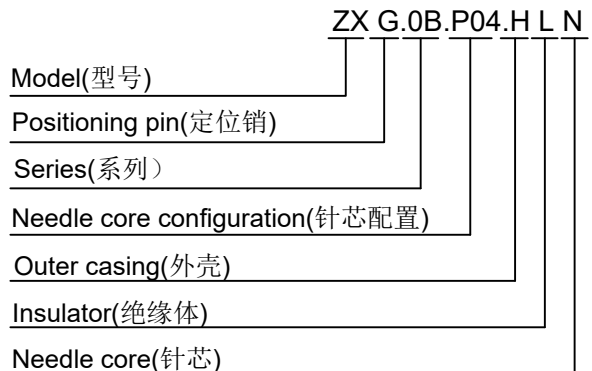 ZX G.0B.P04.H L N
Model(型号)
Positioning pin(定位销)
Series(系列）
Needle core configuration(针芯配置)
Outer casing(外壳)
Insulator(绝缘体)
Needle core(针芯)